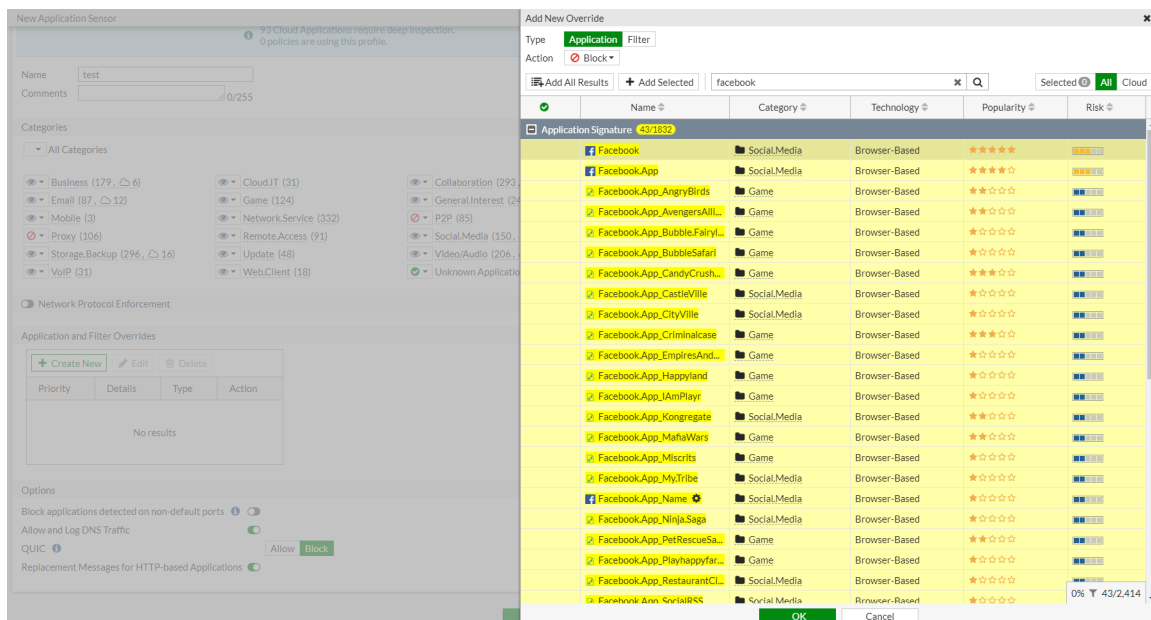 New Application Sensor
93 Cloud Applications require deep inspection.
0 policies are using this profile.
Name test
Comments 0/255
Categories
All Categories
Business (179, 6) Cloud.IT (31) Collaboration (293,
Email (87, 12) Game (124) General.Interest (24
Mobile (3) Network.Service (332) P2P (85)
Proxy (106) Remote.Access (91) Social.Media (150,
Storage.Backup (296, 16) Update (48) Video/Audio (206,
VoIP (31) Web.Client (18) Unknown Applicatio
Network Protocol Enforcement
Application and Filter Overrides
Create New Edit Delete
Priority Details Type Action
No results
Options
Block applications detected on non-default ports
Allow and Log DNS Traffic
QUIC Allow Block
Replacement Messages for HTTP-based Applications
Add New Override
Type Application Filter
Action Block
Add All Results Add Selected facebook Selected 0 All Cloud
Name Category Technology Popularity Risk
Application Signature 43/1832
Facebook Social.Media Browser-Based
Facebook.App Social.Media Browser-Based
Facebook.App_AngryBirds Game Browser-Based
Facebook.App_AvengersAlli... Game Browser-Based
Facebook.App_Bubble.Fairyl... Game Browser-Based
Facebook.App_BubbleSafari Game Browser-Based
Facebook.App_CandyCrush... Game Browser-Based
Facebook.App_CastleVille Social.Media Browser-Based
Facebook.App_CityVille Social.Media Browser-Based
Facebook.App_Criminalcase Game Browser-Based
Facebook.App_EmpiresAnd... Game Browser-Based
Facebook.App_Happyland Game Browser-Based
Facebook.App_IAmPlayr Game Browser-Based
Facebook.App_Kongregate Social.Media Browser-Based
Facebook.App_MafiaWars Game Browser-Based
Facebook.App_Miscrits Game Browser-Based
Facebook.App_My.Tribe Social.Media Browser-Based
Facebook.App_Name Social.Media Browser-Based
Facebook.App_Ninja.Saga Social.Media Browser-Based
Facebook.App_PetRescueSa... Game Browser-Based
Facebook.App_Playhappyfar... Game Browser-Based
Facebook.App_RestaurantCi... Social.Media Browser-Based
Facebook.App_SocialRSS Social.Media Browser-Based
0% 43/2,414
OK Cancel